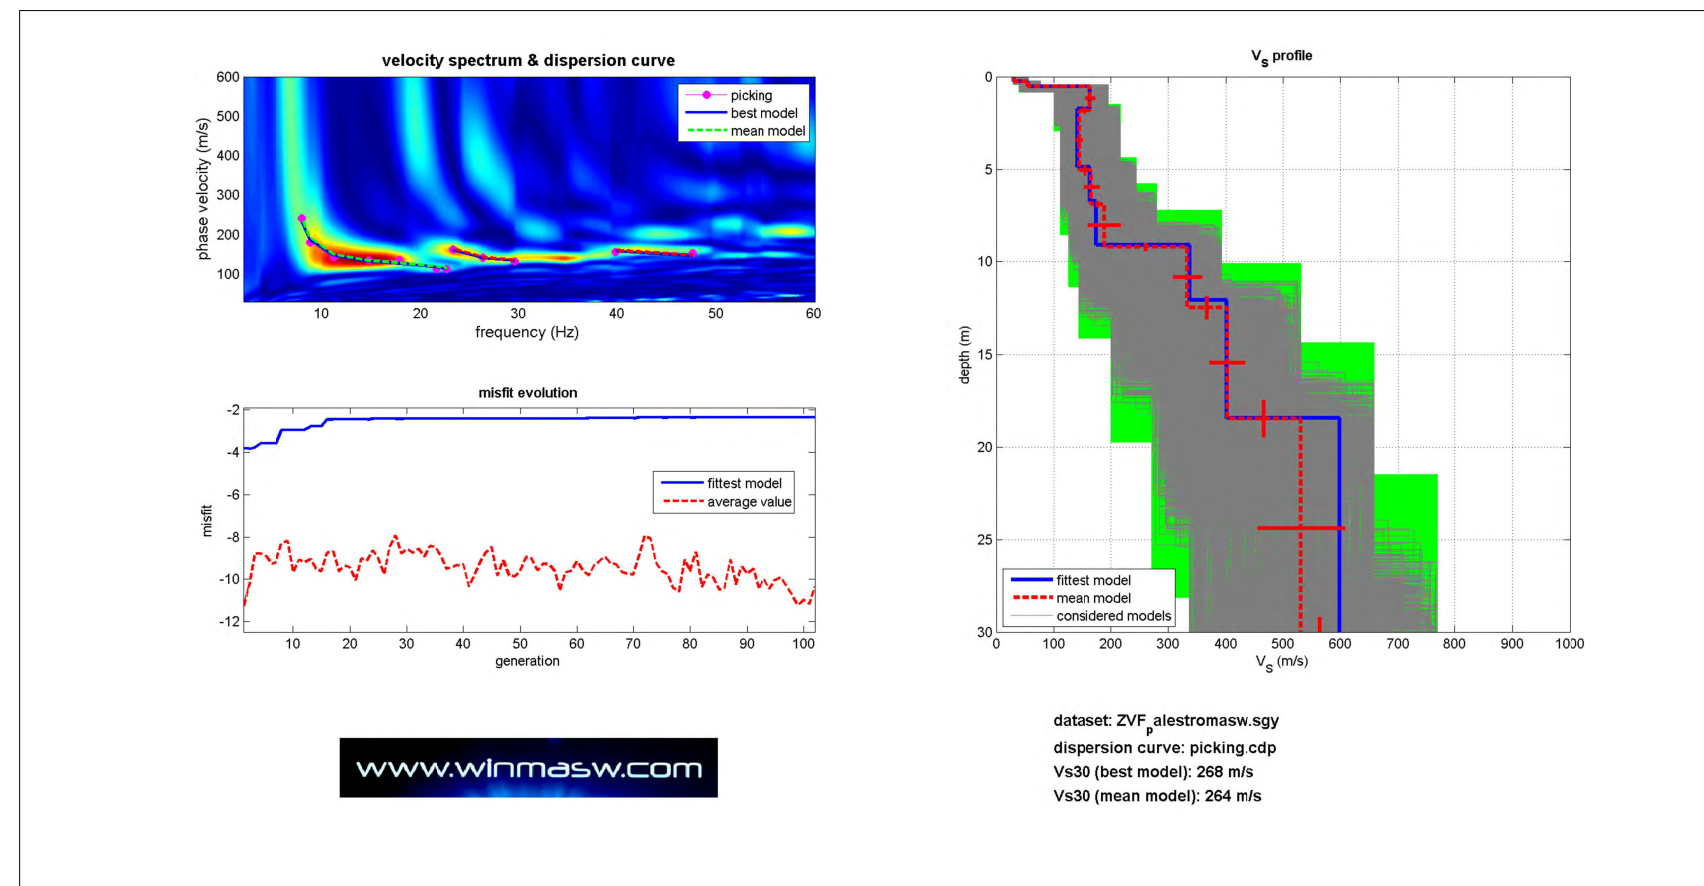 velocity spectrum & dispersion curve
600
500
400
300
200
100
phase velocity (m/s)
picking
best model
mean model
10
20
30
40
50
60
frequency (Hz)
misfit evolution
-2
-4
-6
-8
-10
-12
misfit
fittest model
average value
10
20
30
40
50
60
70
80
90
100
generation
www.winmasw.com
VS profile
0
5
10
15
20
25
30
depth (m)
fittest model
mean model
considered models
0
100
200
300
400
500
600
700
800
900
1000
VS (m/s)
dataset: ZVFpalestromasw.sgy
dispersion curve: picking.cdp
Vs30 (best model): 268 m/s
Vs30 (mean model): 264 m/s